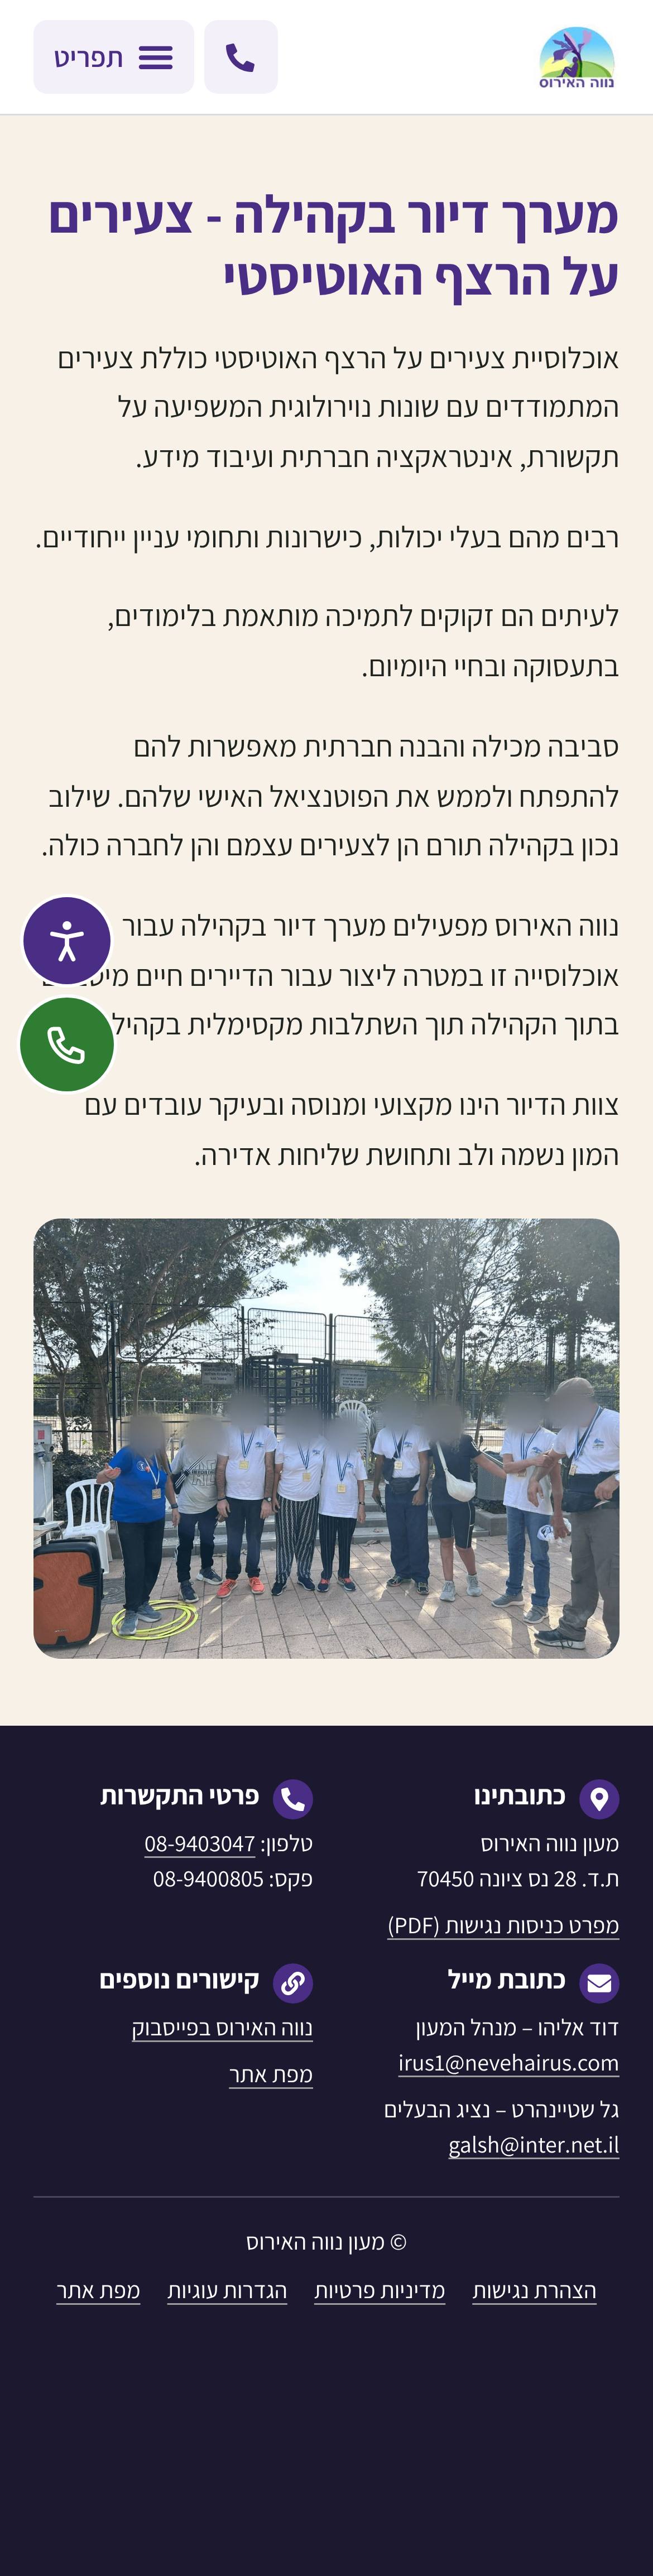 נווה האירוס
תפריט
מערך דיור בקהילה - צעירים
על הרצף האוטיסטי
אוכלוסיית צעירים על הרצף האוטיסטי כוללת צעירים
המתמודדים עם שונות נוירולוגית המשפיעה על
תקשורת, אינטראקציה חברתית ועיבוד מידע.
רבים מהם בעלי יכולות, כישרונות ותחומי עניין ייחודיים.
לעיתים הם זקוקים לתמיכה מותאמת בלימודים,
בתעסוקה ובחיי היומיום.
סביבה מכילה והבנה חברתית מאפשרות להם
להתפתח ולממש את הפוטנציאל האישי שלהם. שילוב
נכון בקהילה תורם הן לצעירים עצמם והן לחברה כולה.
נווה האירוס מפעילים מערך דיור בקהילה עבור
אוכלוסייה זו במטרה ליצור עבור הדיירים חיים
בתוך הקהילה תוך השתלבות מקסימלית
צוות הדיור הינו מקצועי ומנוסה ובעיקר עובדים עם
המון נשמה ולב ותחושת שליחות אדירה.
כתובתינו
מעון נווה האירוס
ת.ד. 28 נס ציונה 70450
מפרט כניסות נגישות (PDF)
פרטי התקשרות
טלפון: 08-9403047
פקס: 08-9400805
כתובת מייל
דוד אליהו – מנהל המעון
irus1@nevehairus.com
גל שטיינהרט – נציג הבעלים
galsh@inter.net.il
קישורים נוספים
נווה האירוס בפייסבוק
מפת אתר
© מעון נווה האירוס
הצהרת נגישות מדיניות פרטיות הגדרות עוגיות מפת אתר